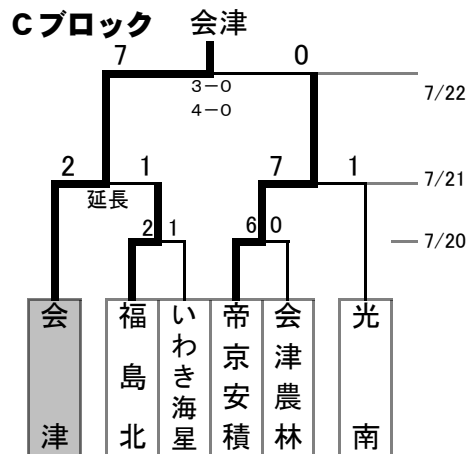 Cブロック 会津
7 0
3-0
4-0
7/22
2 1 7 1
7/21
延長
2 1 6 0
7/20
会津
福島北
いわき海星
帝京安積
会津農林
光南